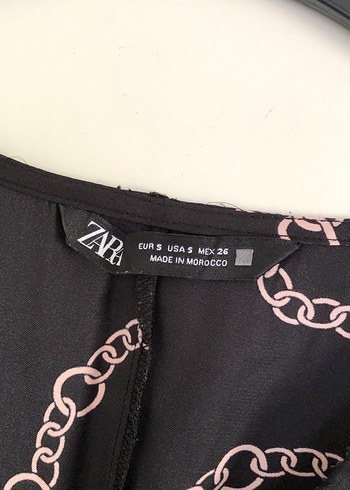 ZARA
EUR S USA S MEX 26
MADE IN MOROCCO